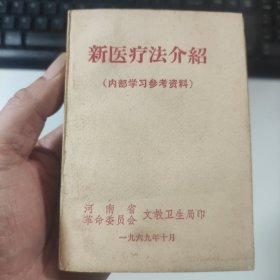 新医疗法介紹
（内部学习参考资料）
河南省
革命委员会 文教卫生局印
一九六九年十月